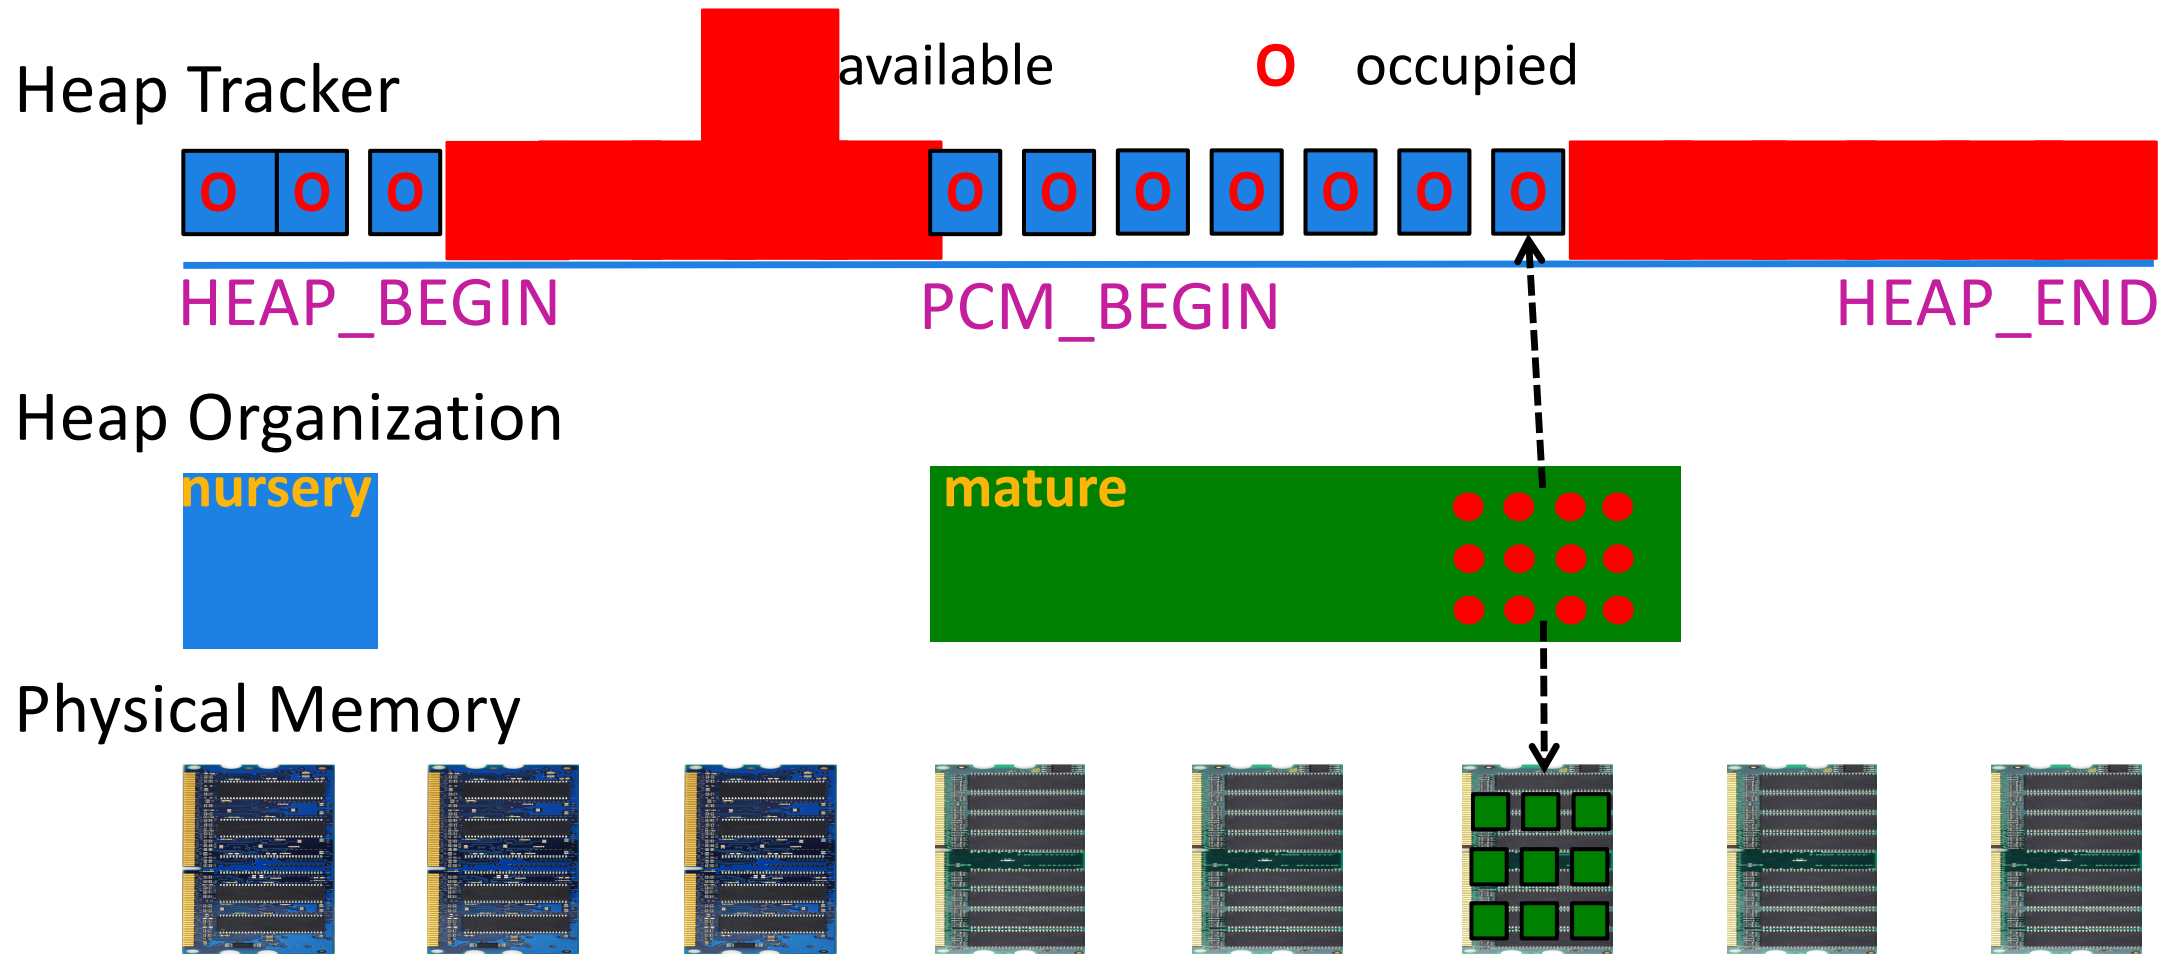 Heap Tracker
available
O occupied
O O O O O O O O O O
HEAP_BEGIN
PCM_BEGIN
HEAP_END
Heap Organization
nursery
mature
Physical Memory